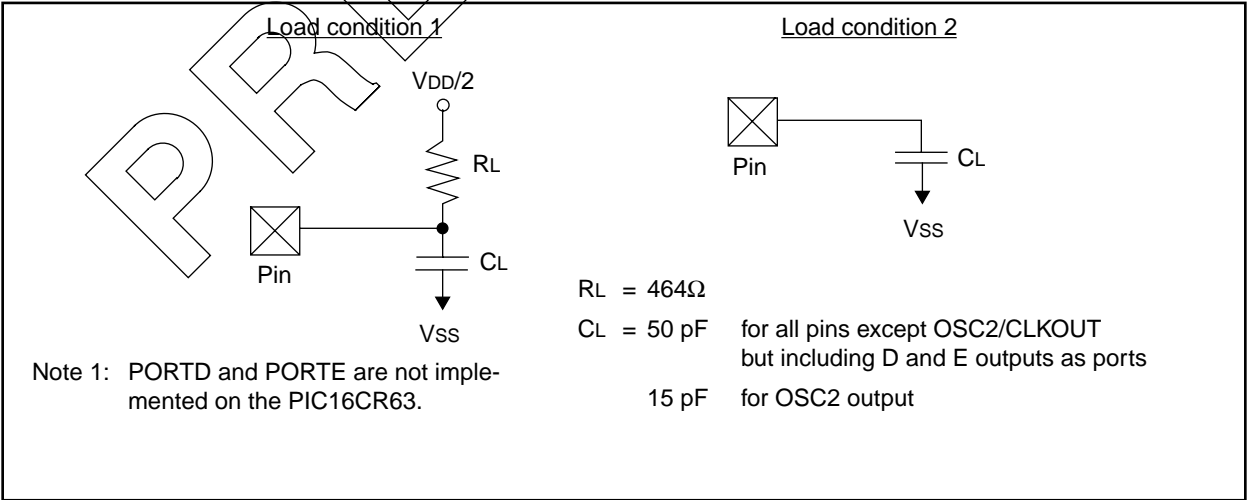 Load condition 1
VDD/2
RL
Pin
CL
VSS
Note 1: PORTD and PORTE are not imple-
mented on the PIC16CR63.
Load condition 2
Pin
CL
VSS
RL = 464Ω
CL = 50 pF for all pins except OSC2/CLKOUT
but including D and E outputs as ports
15 pF for OSC2 output